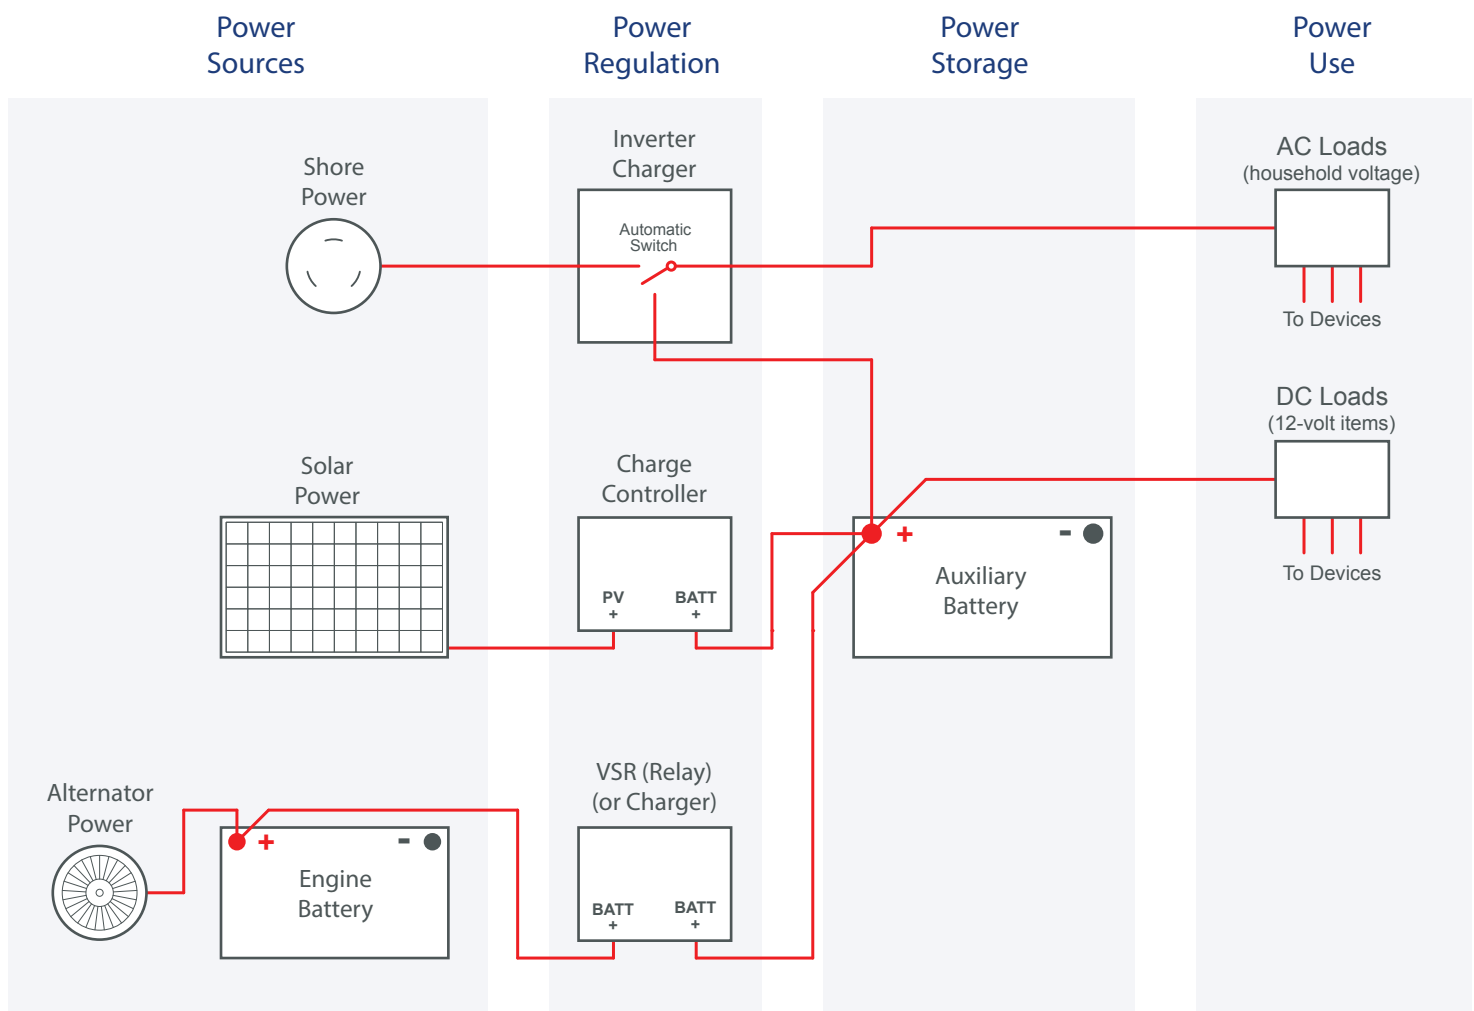 Power
Sources
Power
Regulation
Power
Storage
Power
Use
Shore
Power
Inverter
Charger
Automatic
Switch
AC Loads
(household voltage)
To Devices
DC Loads
(12-volt items)
To Devices
Solar
Power
Charge
Controller
PV
+
BATT
+
+ -
Auxiliary
Battery
Alternator
Power
+ -
Engine
Battery
VSR (Relay)
(or Charger)
BATT
+
BATT
+